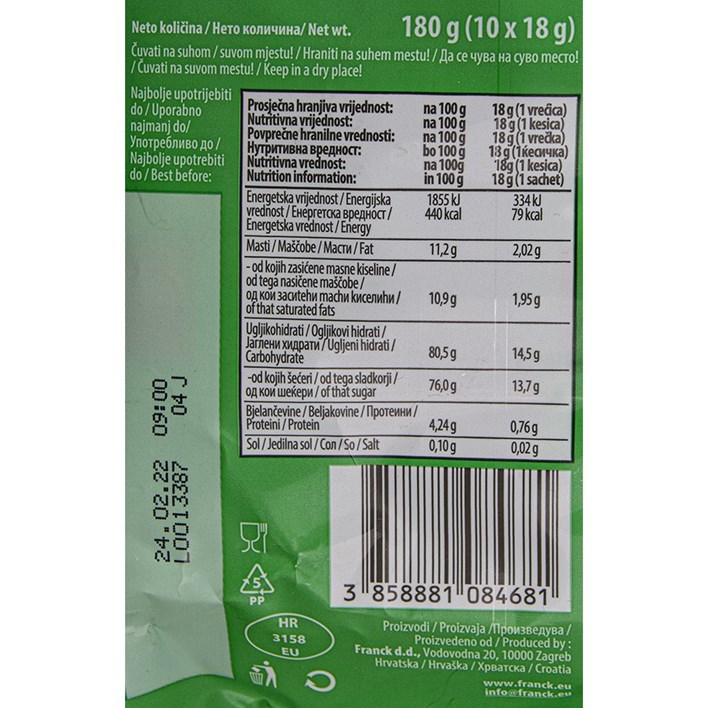 Neto količina / Нето количина/ Net wt. 180 g (10 x 18 g)
Čuvati na suhom / suvom mjestu! / Hraniti na suhem mestu! / Да се чува на суво место!
/ Čuvati na suvom mestu! / Keep in a dry place!
Najbolje upotrijebiti
do / Uporabno
najmanj do/
Употребливо до /
Najbolje upotrebiti
do / Best before:
Prosječna hranjiva vrijednost: na 100 g 18 g (1 vrećica)
Nutritivna vrijednost: na 100 g 18 g (1 kesica)
Povprečne hranilne vrednosti: na 100 g 18 g (1 vrečka)
Нутритивна вредност: во 100 g 18 g (1 кесичка)
Nutritivna vrednost: na 100g 18g (1 kesica)
Nutrition information: in 100 g 18 g (1 sachet)
Energetska vrijednost / Energijska 1855 kJ 334 kJ
vrednost / Енергетска вредност / 440 kcal 79 kcal
Energetska vrednost / Energy
Masti / Maščobe / Масти / Fat 11,2 g 2,02 g
- od kojih zasićene masne kiseline /
od tega nasičene maščobe /
од кои заситени масни киселини / 10,9 g 1,95 g
of that saturated fats
Ugljikohidrati / Ogljikovi hidrati /
Јаглени хидрати / Ugljeni hidrati / 80,5 g 14,5 g
Carbohydrate
-od kojih šećeri / od tega sladkorji / 76,0 g 13,7 g
од кои шеќери / of that sugar
Bjelančevine / Beljakovine / Протеини /
Proteini / Protein 4,24 g 0,76 g
Sol / Jedilna sol / Сол / So / Salt 0,10 g 0,02 g
24.02.22 09:00
L0013387 04 J
5
PP
HR
3158
EU
3 858881 084681
Proizvodi / Proizvaja / Произведува /
Proizvedeno od / Produced by :
Franck d.d., Vodovodna 20, 10000 Zagreb
Hrvatska / Hrvaška / Хрватска / Croatia
www.franck.eu
info@franck.eu